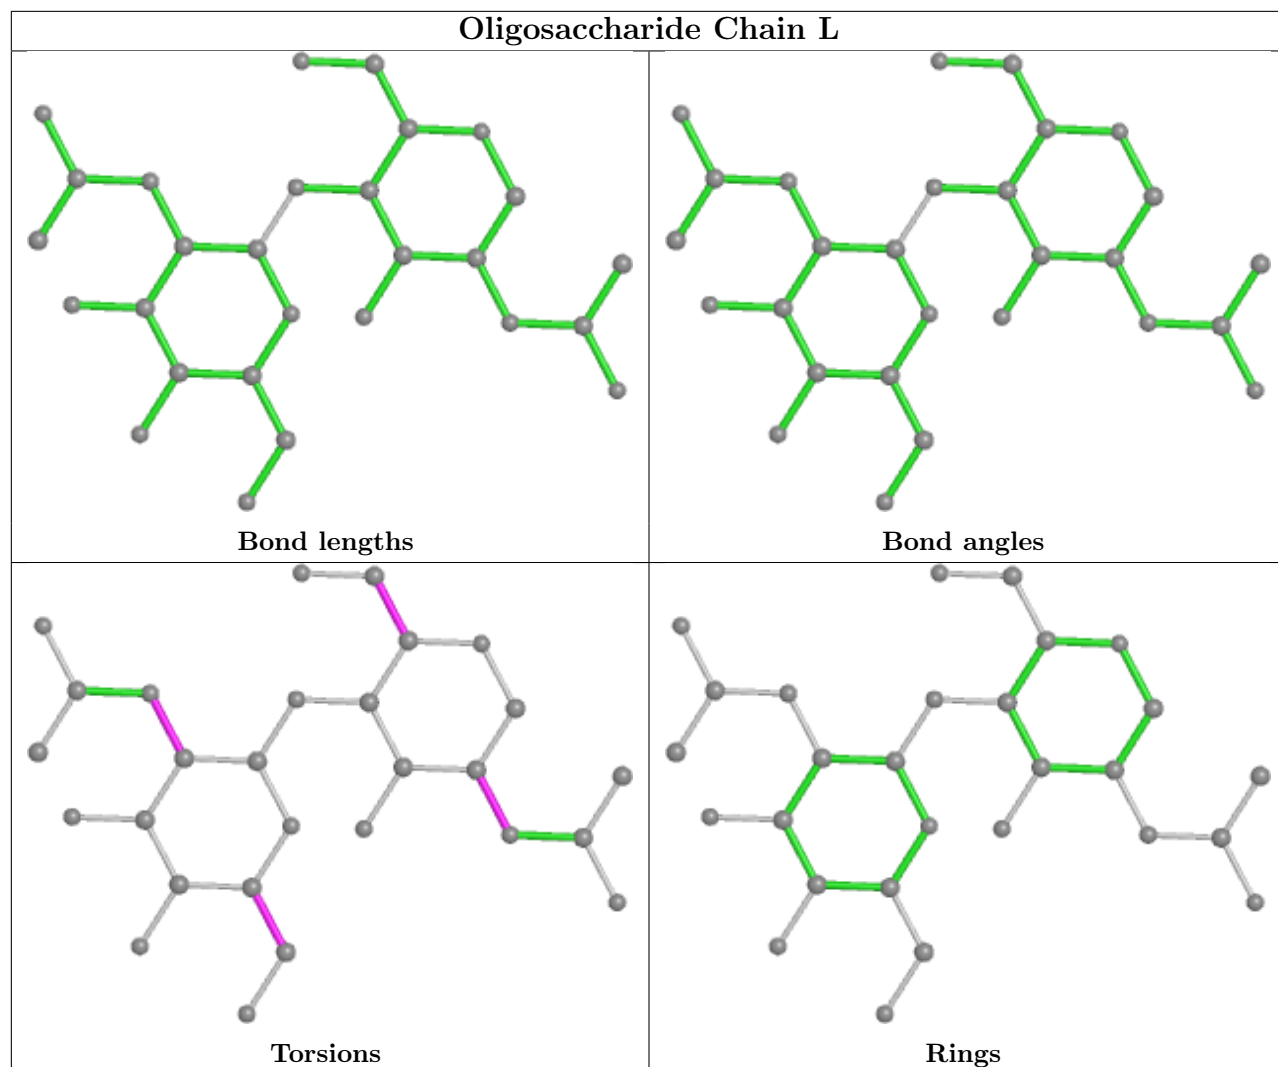 Oligosaccharide Chain L
Bond lengths
Bond angles
Torsions
Rings